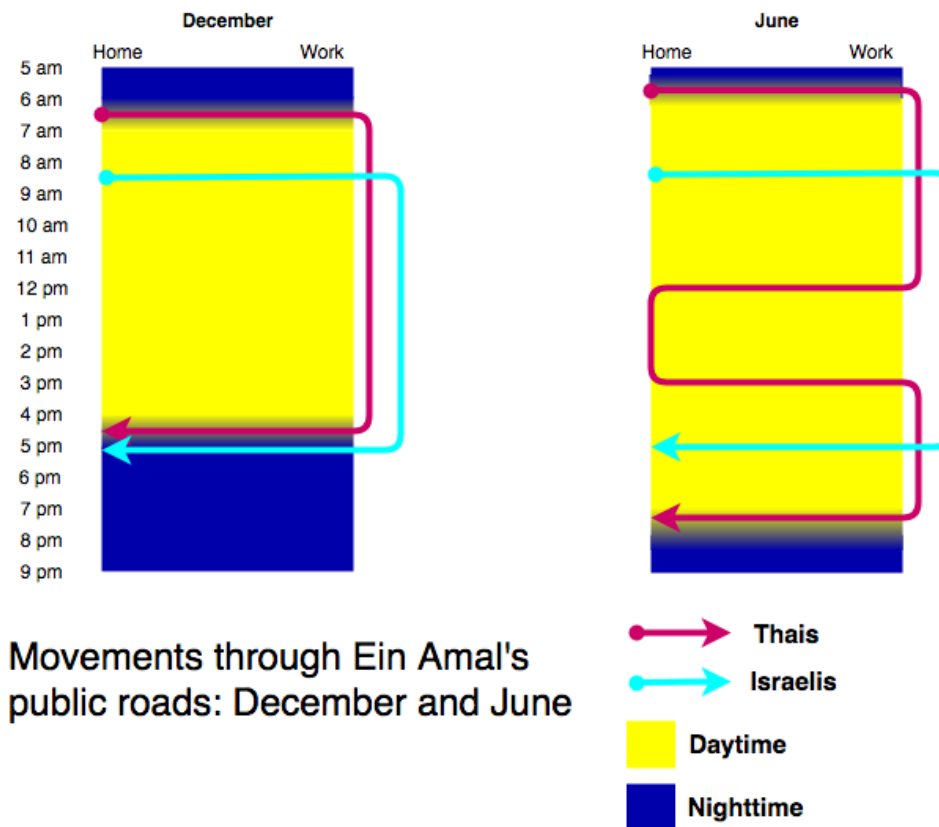 December
June
Home Work
Home Work
5 am
6 am
7 am
8 am
9 am
10 am
11 am
12 pm
1 pm
2 pm
3 pm
4 pm
5 pm
6 pm
7 pm
8 pm
9 pm
Movements through Ein Amal's
public roads: December and June
Thais
Israelis
Daytime
Nighttime